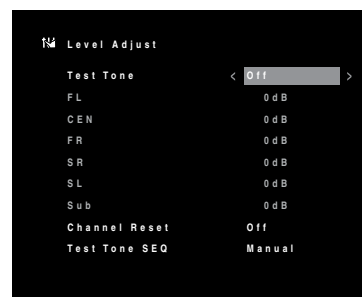 Level Adjust
Test Tone < Off >
FL 0dB
CEN 0dB
FR 0dB
SR 0dB
SL 0dB
Sub 0dB
Channel Reset Off
Test Tone SEQ Manual